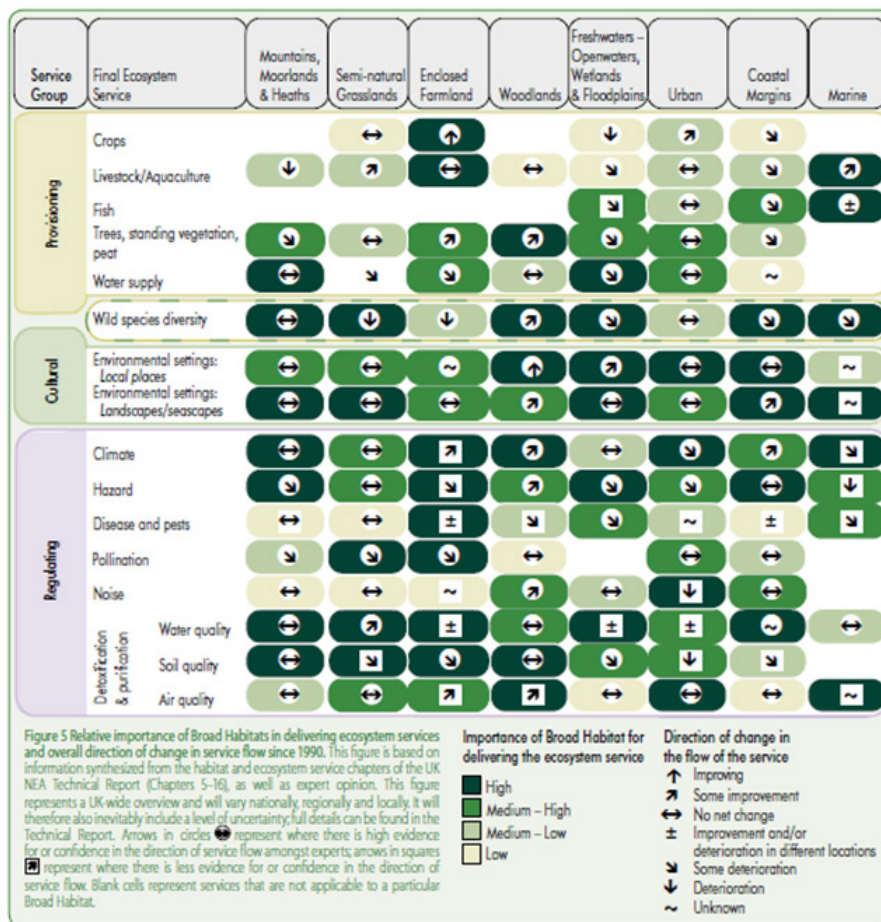 Service Group
Final Ecosystem Service
Mountains, Moorlands & Heaths
Semi-natural Grasslands
Enclosed Farmland
Woodlands
Freshwaters – Openwaters, Wetlands & Floodplains
Urban
Coastal Margins
Marine
Provisioning
Crops
↔ ↑ ↓ ↗ ↘
Livestock/Aquaculture
↓ ↗ ↔ ↔ ↘ ↔ ↘ ↗
Fish
↘ ↔ ↘ ±
Trees, standing vegetation,
peat
↘ ↔ ↗ ↗ ↘ ↔ ↘
Water supply
↔ ↘ ↘ ↔ ↘ ↔ ~
Wild species diversity
↔ ↓ ↓ ↗ ↘ ↔ ↘ ↘
Cultural
Environmental settings:
Local places
↔ ↔ ~ ↑ ↗ ↔ ↔ ~
Environmental settings:
Landscapes/seascapes
↔ ↔ ↔ ↗ ↔ ↔ ↗ ~
Regulating
Climate
↔ ↔ ↗ ↗ ↔ ↘ ↗ ↘
Hazard
↘ ↔ ↘ ↗ ↘ ↘ ↔ ↓
Disease and pests
↔ ↔ ± ↘ ↘ ~ ± ↘
Pollination
↘ ↘ ↘ ↔ ↔ ↔
Noise
↔ ↔ ~ ↗ ↔ ↓ ↔
Detoxification
& purification
Water quality
↔ ↗ ± ↔ ± ± ~ ↔
Soil quality
↔ ↘ ↘ ↔ ↘ ↓ ↘
Air quality
↔ ↔ ↗ ↗ ↔ ↔ ↔ ~
Figure 5 Relative importance of Broad Habitats in delivering ecosystem services
and overall direction of change in service flow since 1990. This figure is based on
information synthesized from the habitat and ecosystem service chapters of the UK
NEA Technical Report (Chapters 5–16), as well as expert opinion. This figure
represents a UK-wide overview and will vary nationally, regionally and locally. It will
therefore also inevitably include a level of uncertainty; full details can be found in the
Technical Report. Arrows in circles ↔ represent where there is high evidence
for or confidence in the direction of service flow amongst experts; arrows in squares
↗ represent where there is less evidence for or confidence in the direction of
service flow. Blank cells represent services that are not applicable to a particular
Broad Habitat.
Importance of Broad Habitat for
delivering the ecosystem service
High
Medium – High
Medium – Low
Low
Direction of change in
the flow of the service
↑ Improving
↗ Some improvement
↔ No net change
± Improvement and/or
deterioration in different locations
↘ Some deterioration
↓ Deterioration
~ Unknown